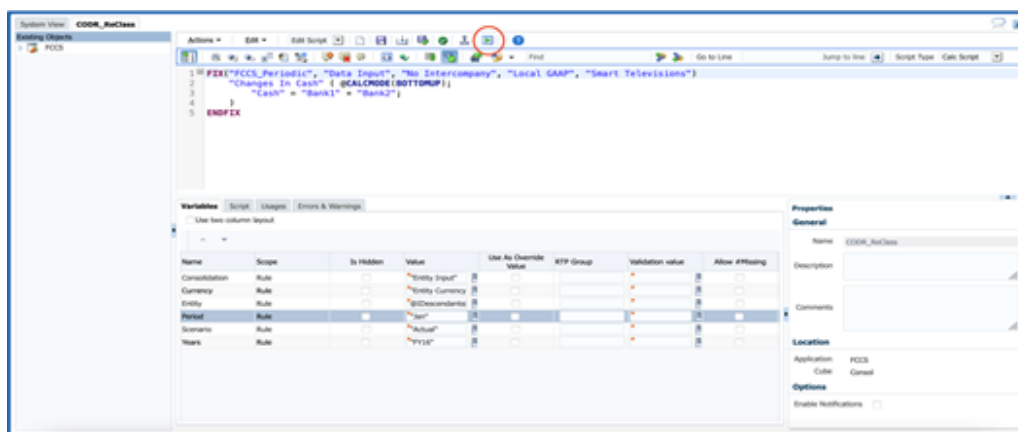 System View CODR_ReClass
Existing Objects
FCCS
Actions Edit Edit Script
Find Go to Line Jump to line: Script Type Calc Script
1 FIX("FCCS_Periodic", "Data Input", "No Intercompany", "Local GAAP", "Smart Televisions")
2 "Changes In Cash" ( @CALCMODE(BOTTOMUP);
3 "Cash" = "Bank1" + "Bank2";
4 )
5 ENDFIX
Variables Script Usages Errors & Warnings
Use two column layout
Name Scope Is Hidden Value Use As Override Value RTP Group Validation value Allow #Missing
Consolidation Rule "Entity Input"
Currency Rule "Entity Currency
Entity Rule @IDescendants(
Period Rule "Jan"
Scenario Rule "Actual"
Years Rule "FY16"
Properties
General
Name CODR_ReClass
Description
Comments
Location
Application FCCS
Cube Consol
Options
Enable Notifications